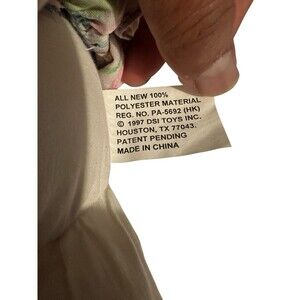 ALL NEW 100%
POLYESTER MATERIAL
REG. NO. PA-5692 (HK)
© 1997 DSI TOYS INC.
HOUSTON, TX 77043.
PATENT PENDING
MADE IN CHINA